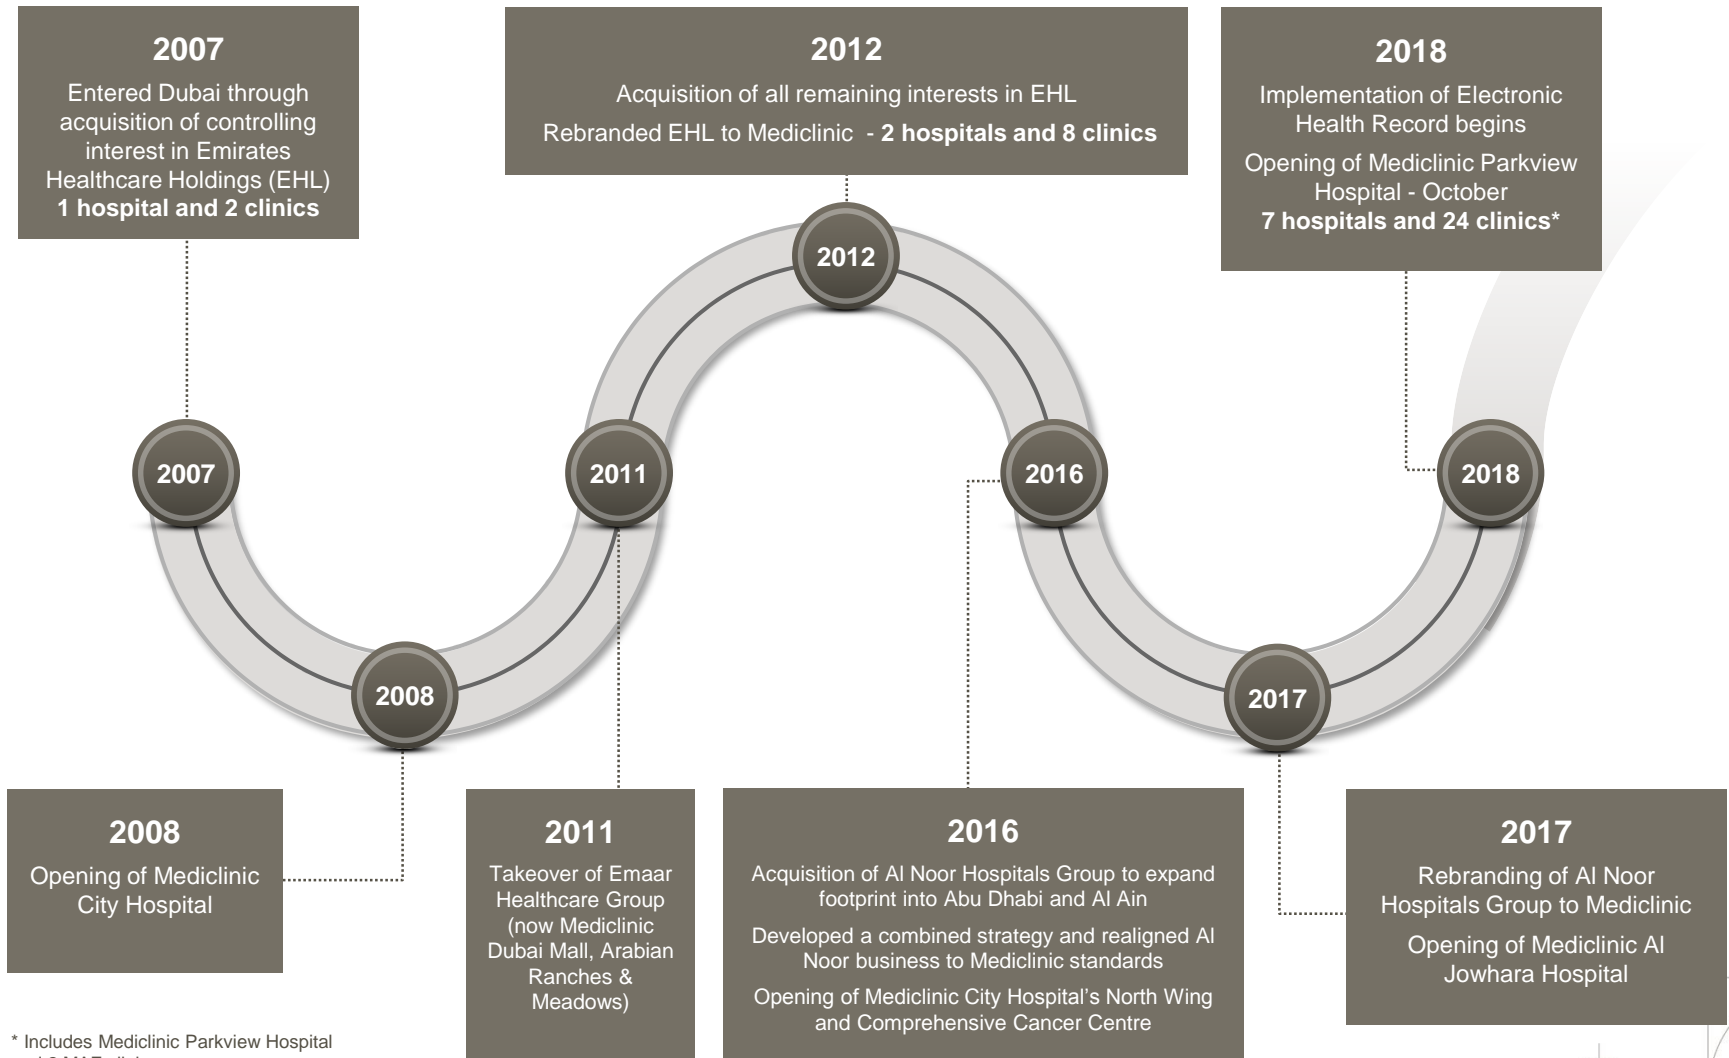 2007
Entered Dubai through
acquisition of controlling
interest in Emirates
Healthcare Holdings (EHL)
1 hospital and 2 clinics
2012
Acquisition of all remaining interests in EHL
Rebranded EHL to Mediclinic - 2 hospitals and 8 clinics
2018
Implementation of Electronic
Health Record begins
Opening of Mediclinic Parkview
Hospital - October
7 hospitals and 24 clinics*
2012
2007
2011
2016
2018
2008
2017
2008
Opening of Mediclinic
City Hospital
2011
Takeover of Emaar
Healthcare Group
(now Mediclinic
Dubai Mall, Arabian
Ranches &
Meadows)
2016
Acquisition of Al Noor Hospitals Group to expand
footprint into Abu Dhabi and Al Ain
Developed a combined strategy and realigned Al
Noor business to Mediclinic standards
Opening of Mediclinic City Hospital's North Wing
and Comprehensive Cancer Centre
2017
Rebranding of Al Noor
Hospitals Group to Mediclinic
Opening of Mediclinic Al
Jowhara Hospital
* Includes Mediclinic Parkview Hospital